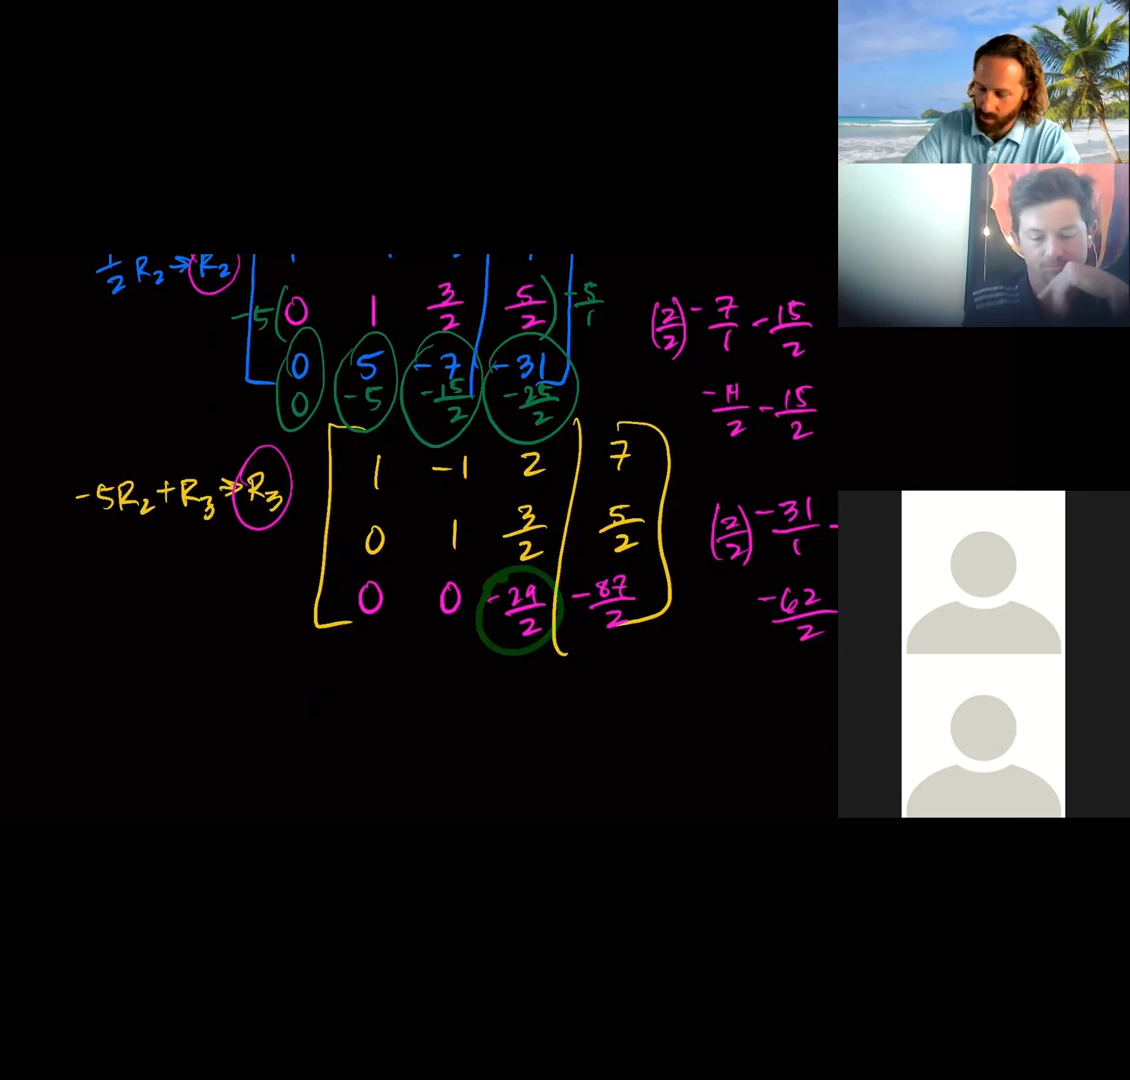 1/2 R₂ → R₂
-5( 0 1 3/2 5/2 ) -5/1
0 5 -7 -31
0 -5 -15/2 -25/2
(2/2) -7/1 - 15/2
-14/2 - 15/2
-5R₂ + R₃ → R₃
1 -1 2 7
0 1 3/2 5/2
0 0 -29/2 -87/2
(2/2) -31/1 -
-62/2